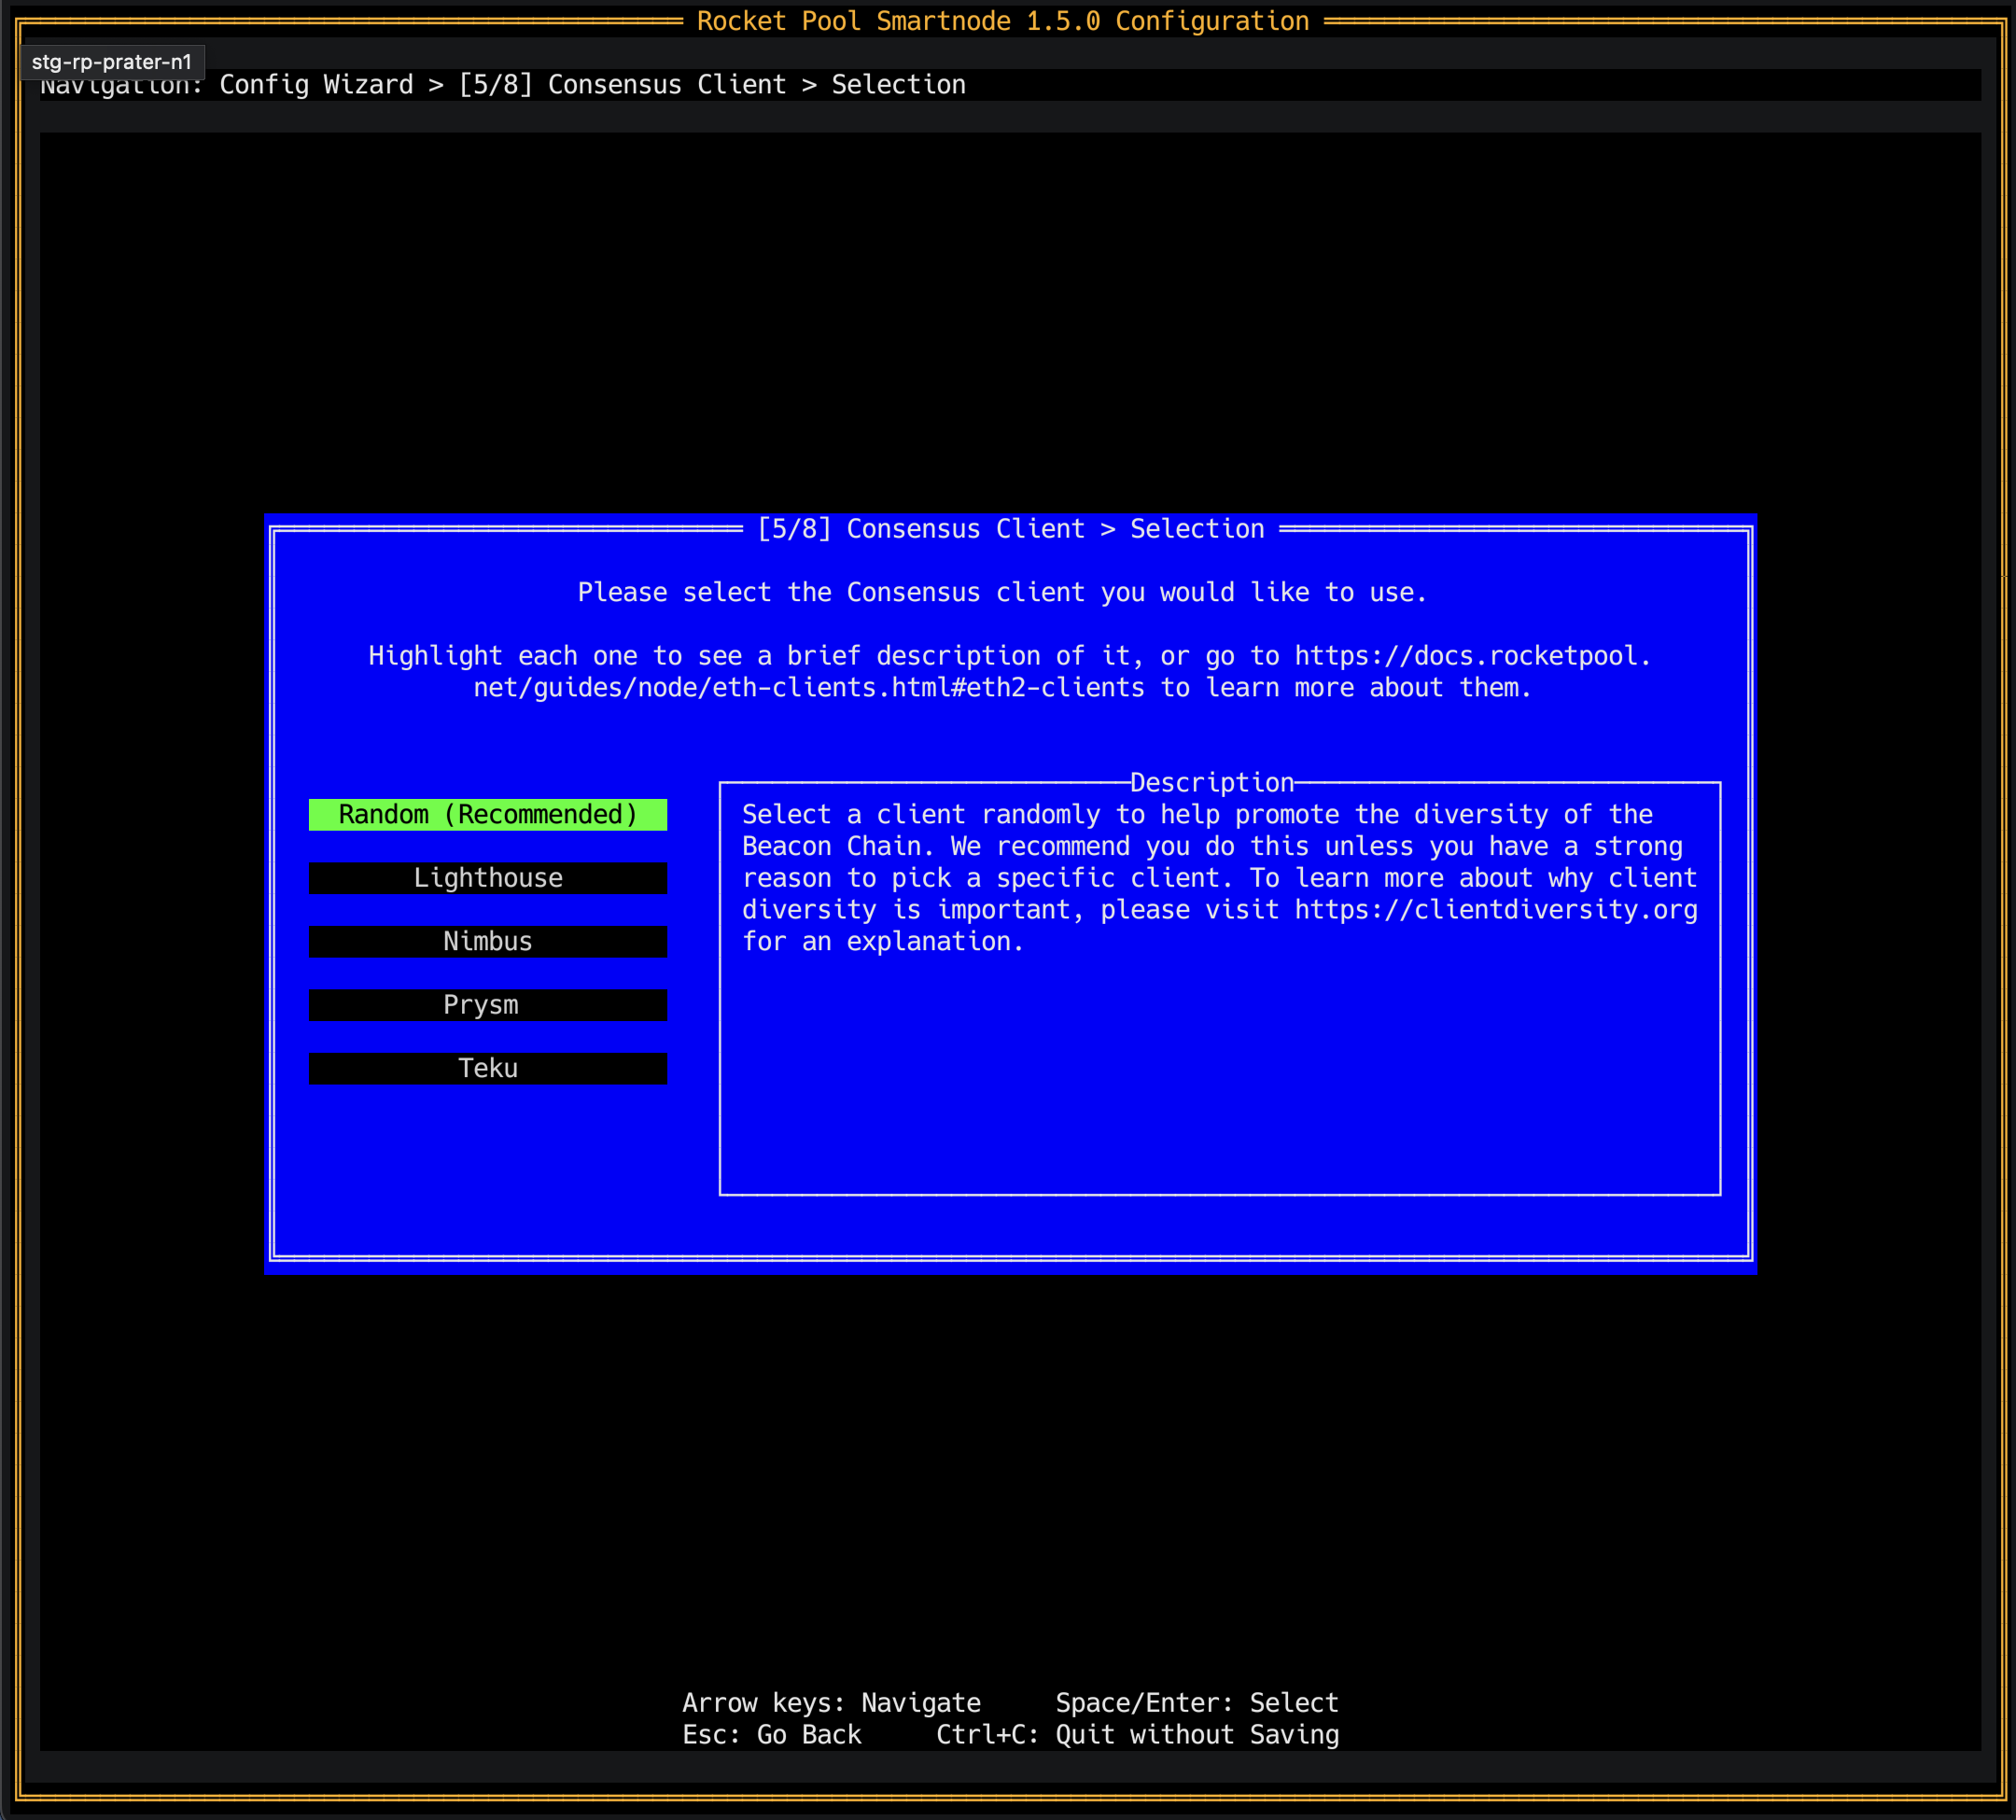 Rocket Pool Smartnode 1.5.0 Configuration
stg-rp-prater-n1
Navigation: Config Wizard > [5/8] Consensus Client > Selection
[5/8] Consensus Client > Selection
Please select the Consensus client you would like to use.
Highlight each one to see a brief description of it, or go to https://docs.rocketpool.
net/guides/node/eth-clients.html#eth2-clients to learn more about them.
Random (Recommended)
Lighthouse
Nimbus
Prysm
Teku
Description
Select a client randomly to help promote the diversity of the
Beacon Chain. We recommend you do this unless you have a strong
reason to pick a specific client. To learn more about why client
diversity is important, please visit https://clientdiversity.org
for an explanation.
Arrow keys: Navigate     Space/Enter: Select
Esc: Go Back     Ctrl+C: Quit without Saving